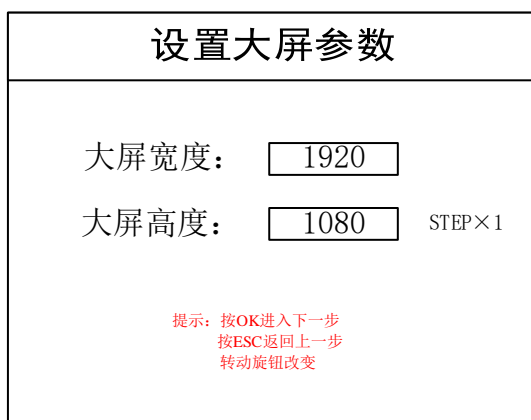 设置大屏参数
大屏宽度： 1920
大屏高度： 1080 STEP×1
提示：按OK进入下一步
按ESC返回上一步
转动旋钮改变